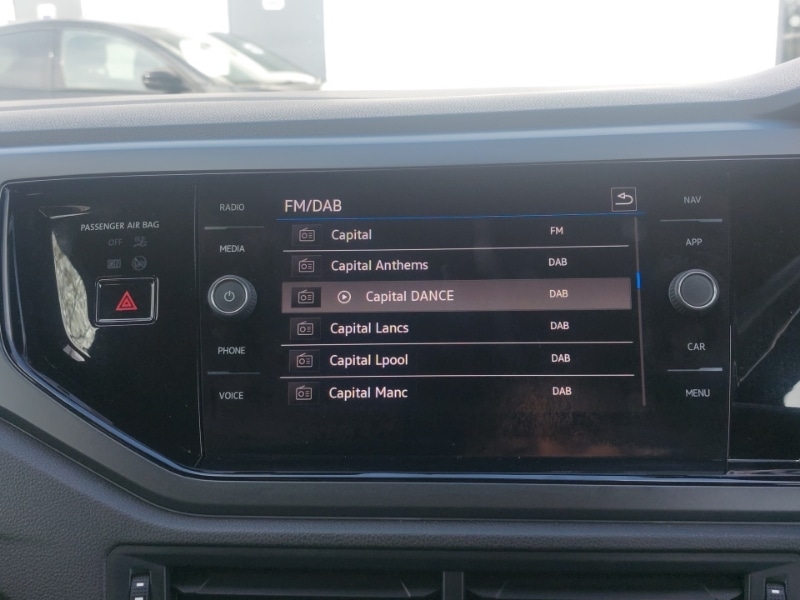 PASSENGER AIR BAG
OFF
RADIO
MEDIA
PHONE
VOICE
FM/DAB
Capital FM
Capital Anthems DAB
Capital DANCE DAB
Capital Lancs DAB
Capital Lpool DAB
Capital Manc DAB
NAV
APP
CAR
MENU